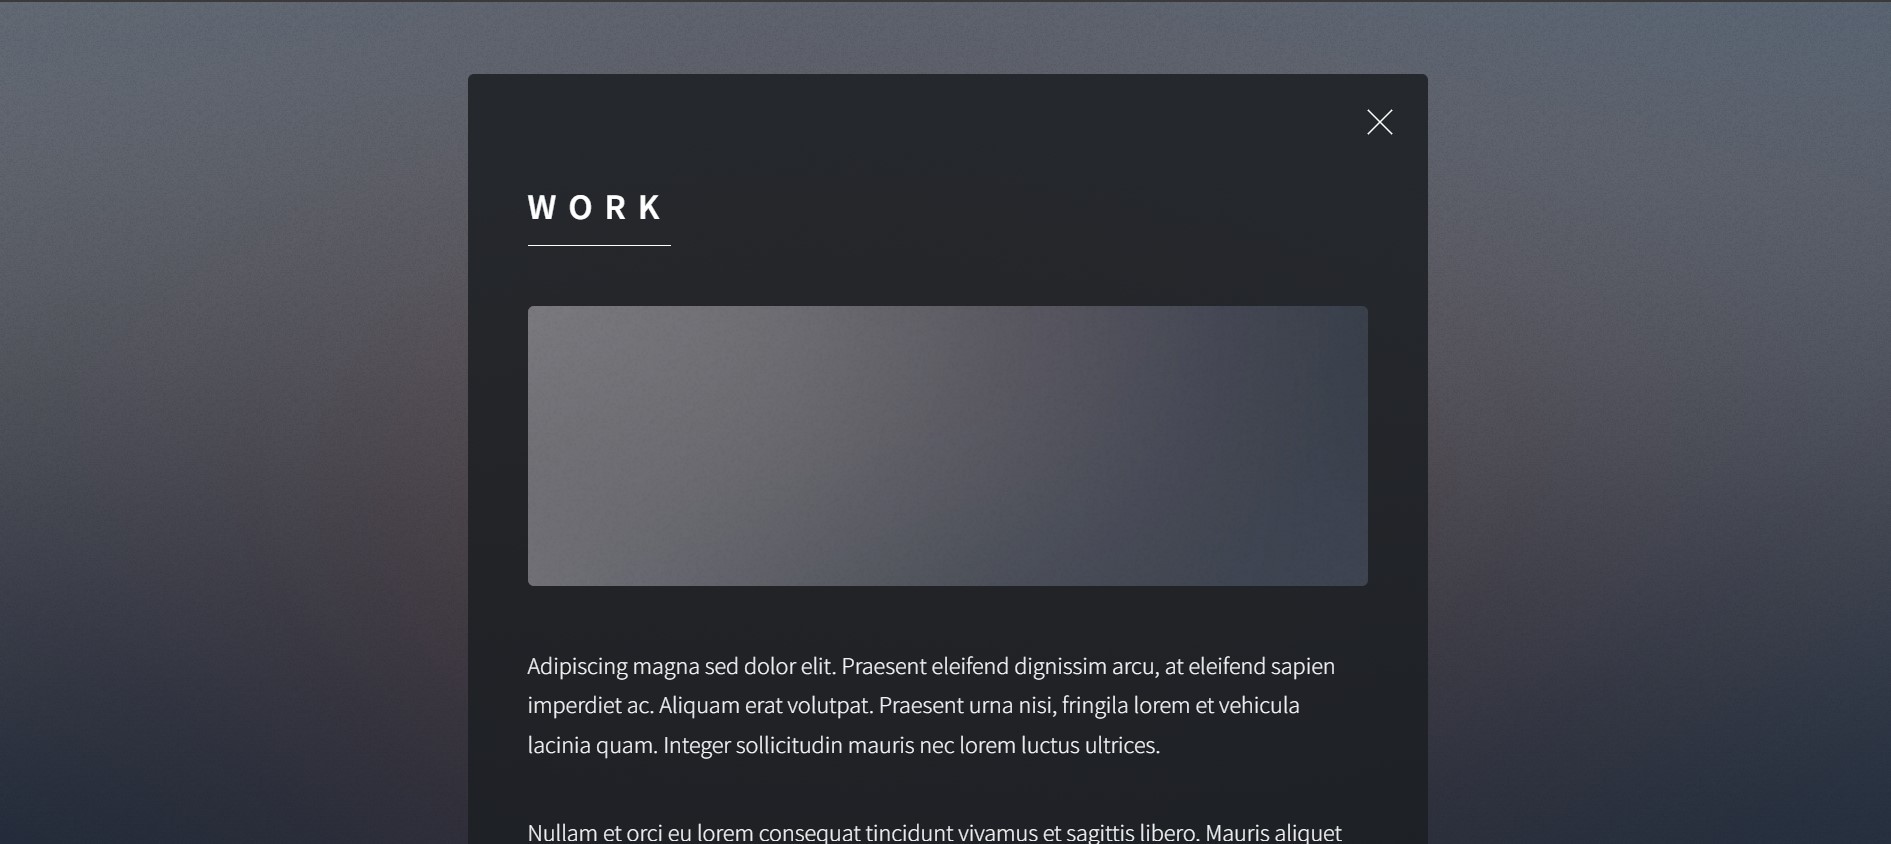 WORK
Adipiscing magna sed dolor elit. Praesent eleifend dignissim arcu, at eleifend sapien
imperdiet ac. Aliquam erat volutpat. Praesent urna nisi, fringila lorem et vehicula
lacinia quam. Integer sollicitudin mauris nec lorem luctus ultrices.
Nullam et orci eu lorem consequat tincidunt vivamus et sagittis libero. Mauris aliquet